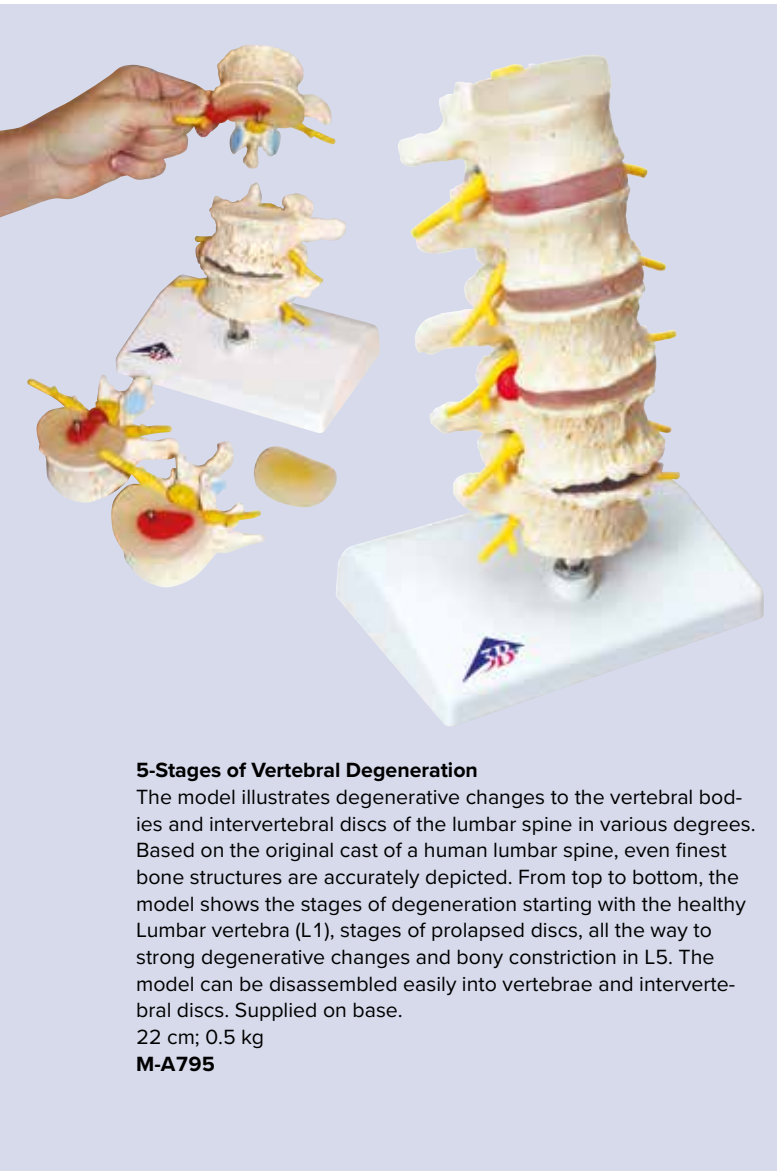 3B
3B
5-Stages of Vertebral Degeneration
The model illustrates degenerative changes to the vertebral bod-
ies and intervertebral discs of the lumbar spine in various degrees.
Based on the original cast of a human lumbar spine, even finest
bone structures are accurately depicted. From top to bottom, the
model shows the stages of degeneration starting with the healthy
Lumbar vertebra (L1), stages of prolapsed discs, all the way to
strong degenerative changes and bony constriction in L5. The
model can be disassembled easily into vertebrae and interverte-
bral discs. Supplied on base.
22 cm; 0.5 kg
M-A795